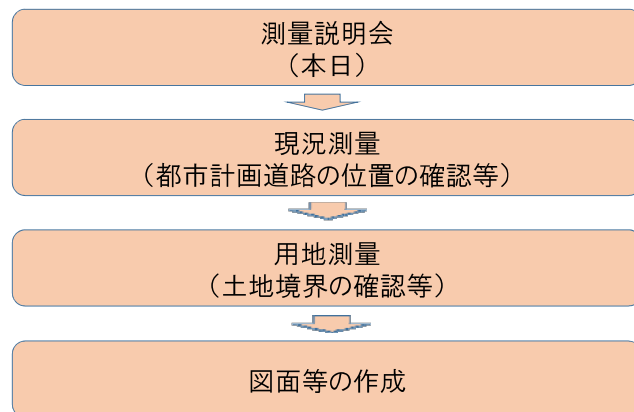 測量説明会
（本日）
現況測量
（都市計画道路の位置の確認等）
用地測量
（土地境界の確認等）
図面等の作成